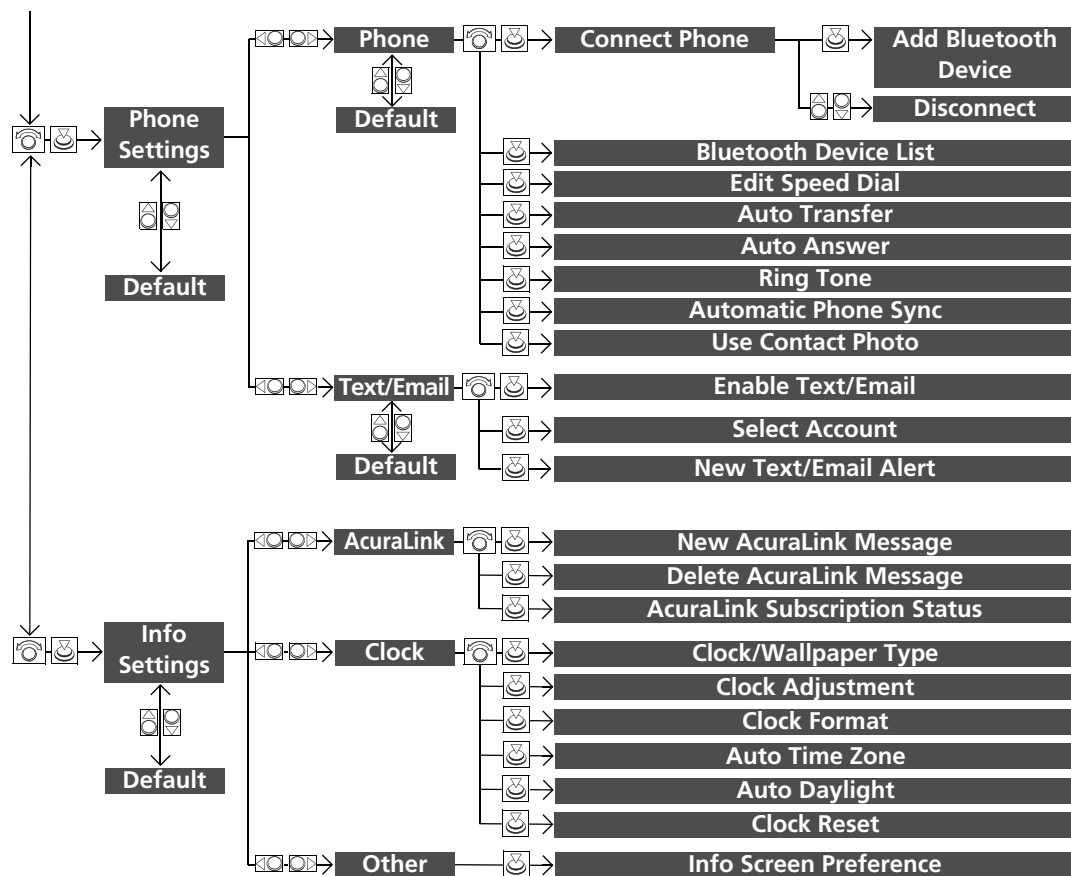 Phone
Connect Phone
Add Bluetooth
Device
Default
Disconnect
Phone
Settings
Bluetooth Device List
Edit Speed Dial
Auto Transfer
Auto Answer
Ring Tone
Default
Automatic Phone Sync
Use Contact Photo
Text/Email
Enable Text/Email
Select Account
Default
New Text/Email Alert
AcuraLink
New AcuraLink Message
Delete AcuraLink Message
AcuraLink Subscription Status
Info
Settings
Clock
Clock/Wallpaper Type
Clock Adjustment
Clock Format
Auto Time Zone
Default
Auto Daylight
Clock Reset
Other
Info Screen Preference